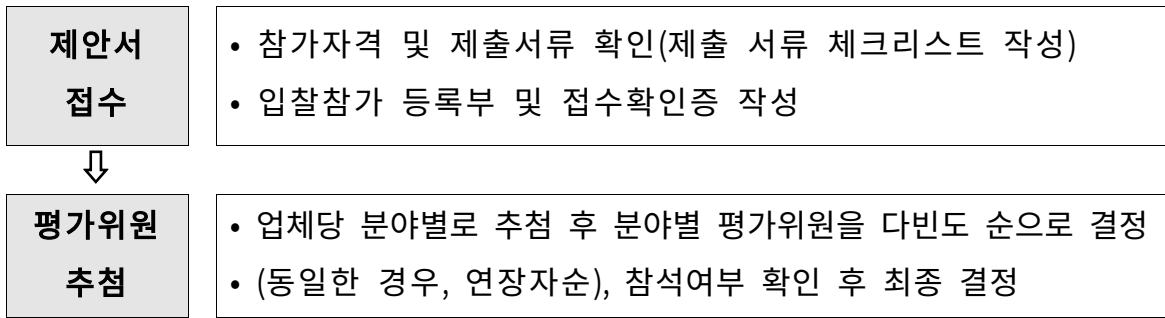 제안서
접수
• 참가자격 및 제출서류 확인(제출 서류 체크리스트 작성)
• 입찰참가 등록부 및 접수확인증 작성
⇩
평가위원
추첨
• 업체당 분야별로 추첨 후 분야별 평가위원을 다빈도 순으로 결정
• (동일한 경우, 연장자순), 참석여부 확인 후 최종 결정